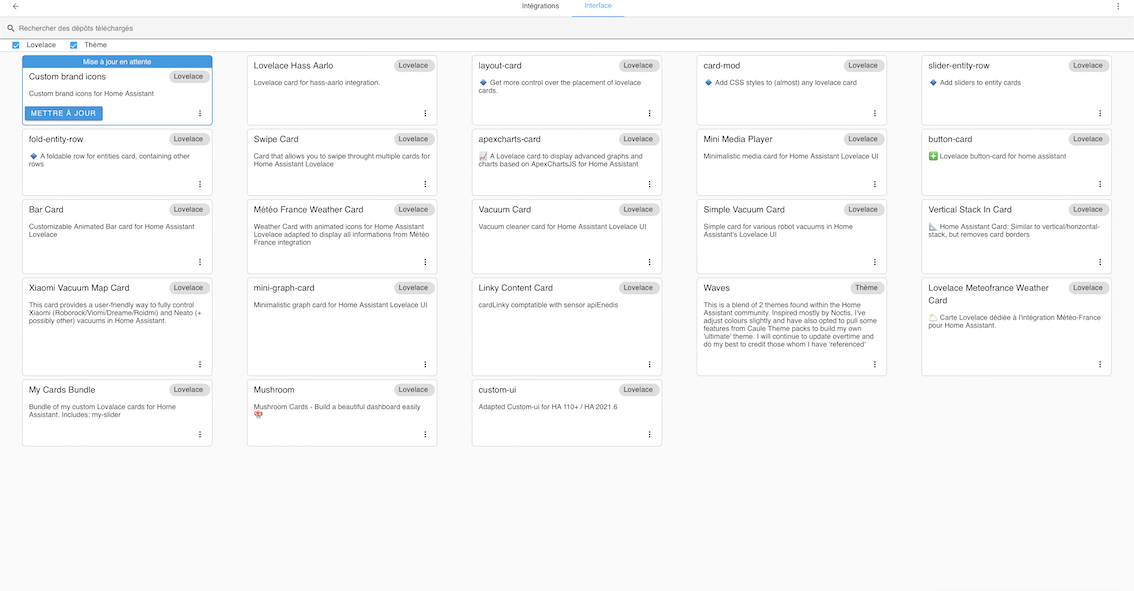 Intégrations
Interface
Rechercher des dépôts téléchargés
Lovelace
Thème
Mise à jour en attente
Custom brand icons
Lovelace
Custom brand icons for Home Assistant
METTRE À JOUR
Lovelace Hass Aarlo
Lovelace
Lovelace card for hass-aarlo integration.
layout-card
Lovelace
Get more control over the placement of lovelace
cards.
card-mod
Lovelace
Add CSS styles to (almost) any lovelace card
slider-entity-row
Lovelace
Add sliders to entity cards
fold-entity-row
Lovelace
A foldable row for entities card, containing other
rows
Swipe Card
Lovelace
Card that allows you to swipe throught multiple cards for
Home Assistant Lovelace
apexcharts-card
Lovelace
A Lovelace card to display advanced graphs and
charts based on ApexChartsJS for Home Assistant
Mini Media Player
Lovelace
Minimalistic media card for Home Assistant Lovelace UI
button-card
Lovelace
Lovelace button-card for home assistant
Bar Card
Lovelace
Customizable Animated Bar card for Home Assistant
Lovelace
Météo France Weather Card
Lovelace
Weather Card with animated icons for Home Assistant
Lovelace adapted to display all informations from Météo
France integration
Vacuum Card
Lovelace
Vacuum cleaner card for Home Assistant Lovelace UI
Simple Vacuum Card
Lovelace
Simple card for various robot vacuums in Home
Assistant's Lovelace UI
Vertical Stack In Card
Lovelace
Home Assistant Card: Similar to vertical/horizontal-
stack, but removes card borders
Xiaomi Vacuum Map Card
Lovelace
This card provides a user-friendly way to fully control
Xiaomi (Roborock/Viomi/Dreame/Roidmi) and Neato (+
possibly other) vacuums in Home Assistant.
mini-graph-card
Lovelace
Minimalistic graph card for Home Assistant Lovelace UI
Linky Content Card
Lovelace
cardLinky comptatible with sensor apiEnedis
Waves
Thème
This is a blend of 2 themes found within the Home
Assistant community. Inspired mostly by Noctis, I've
adjust colours slightly and have also opted to pull some
features from Caule Theme packs to build my own
'ultimate' theme. I will continue to update overtime and
do my best to credit those whom I have 'referenced'
Lovelace Meteofrance Weather
Card
Lovelace
Carte Lovelace dédiée à l'intégration Météo-France
pour Home Assistant.
My Cards Bundle
Lovelace
Bundle of my custom Lovalace cards for Home
Assistant. Includes: my-slider
Mushroom
Lovelace
Mushroom Cards - Build a beautiful dashboard easily
custom-ui
Lovelace
Adapted Custom-ui for HA 110+ / HA 2021.6